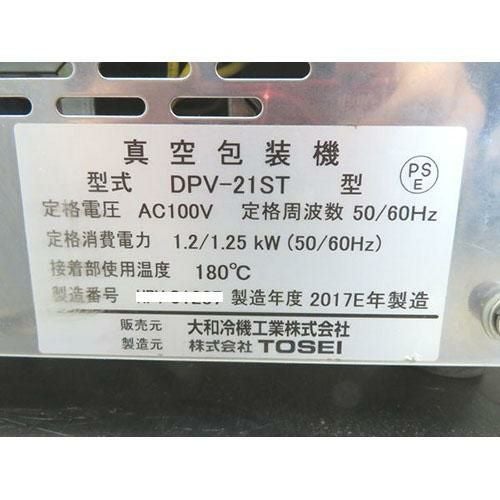 真空包装機
型式 DPV-21ST 型
PS
E
定格電圧 AC100V 定格周波数 50/60Hz
定格消費電力 1.2/1.25 kW (50/60Hz)
接着部使用温度 180℃
製造番号 製造年度 2017E年製造
販売元 大和冷機工業株式会社
製造元 株式会社 TOSEI